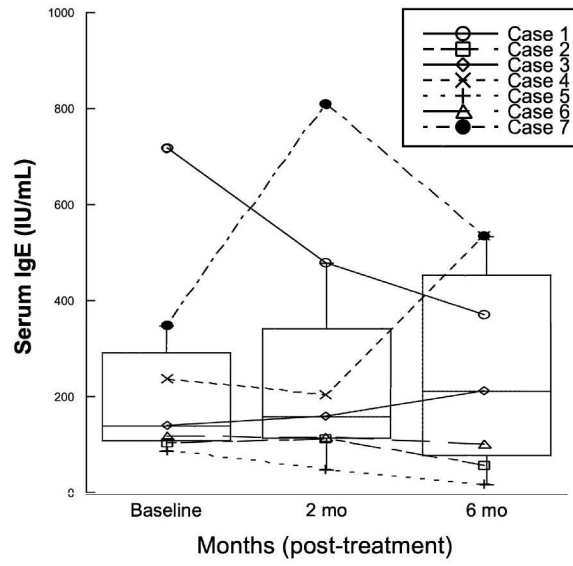 1000
800
600
400
200
0
Serum IgE (IU/mL)
Case 1
Case 2
Case 3
Case 4
Case 5
Case 6
Case 7
Baseline
2 mo
6 mo
Months (post-treatment)